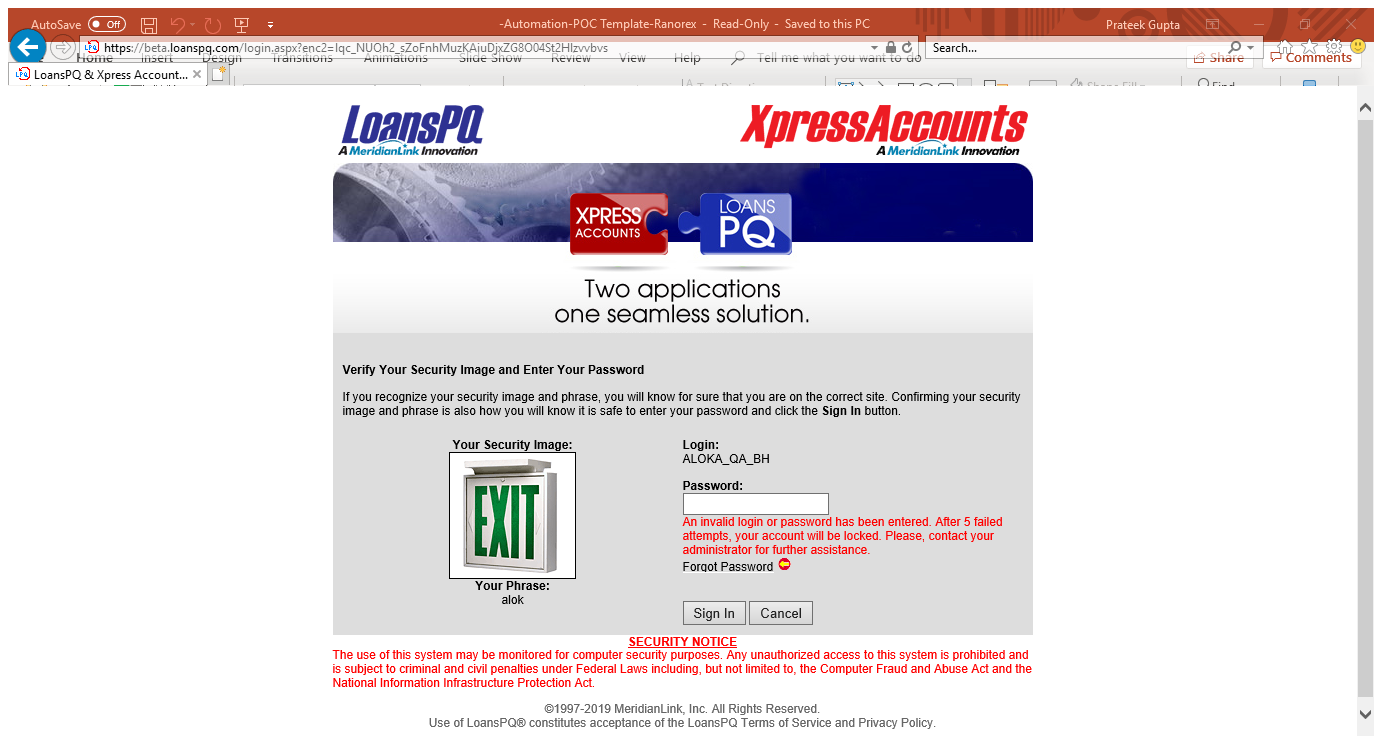 AutoSave Off
-Automation-POC Template-Ranorex - Read-Only - Saved to this PC
Prateek Gupta
https://beta.loanspq.com/login.aspx?enc2=Iqc_NUOh2_sZoFnhMuzKAjuDjxZG8O04St2HIzvvbvs
Search...
Insert Design Transitions Animations Slide Show Review View Help Tell me what you want to do
Share Comments
LoansPQ & Xpress Account...
Find
LoansPQ
A MeridianLink Innovation
XpressAccounts
A MeridianLink Innovation
XPRESS
ACCOUNTS
LOANS
PQ
Two applications
one seamless solution.
Verify Your Security Image and Enter Your Password
If you recognize your security image and phrase, you will know for sure that you are on the correct site. Confirming your security
image and phrase is also how you will know it is safe to enter your password and click the Sign In button.
Your Security Image:
EXIT
Your Phrase:
alok
Login:
ALOKA_QA_BH
Password:
An invalid login or password has been entered. After 5 failed
attempts, your account will be locked. Please, contact your
administrator for further assistance.
Forgot Password
Sign In Cancel
SECURITY NOTICE
The use of this system may be monitored for computer security purposes. Any unauthorized access to this system is prohibited and
is subject to criminal and civil penalties under Federal Laws including, but not limited to, the Computer Fraud and Abuse Act and the
National Information Infrastructure Protection Act.
©1997-2019 MeridianLink, Inc. All Rights Reserved.
Use of LoansPQ® constitutes acceptance of the LoansPQ Terms of Service and Privacy Policy.